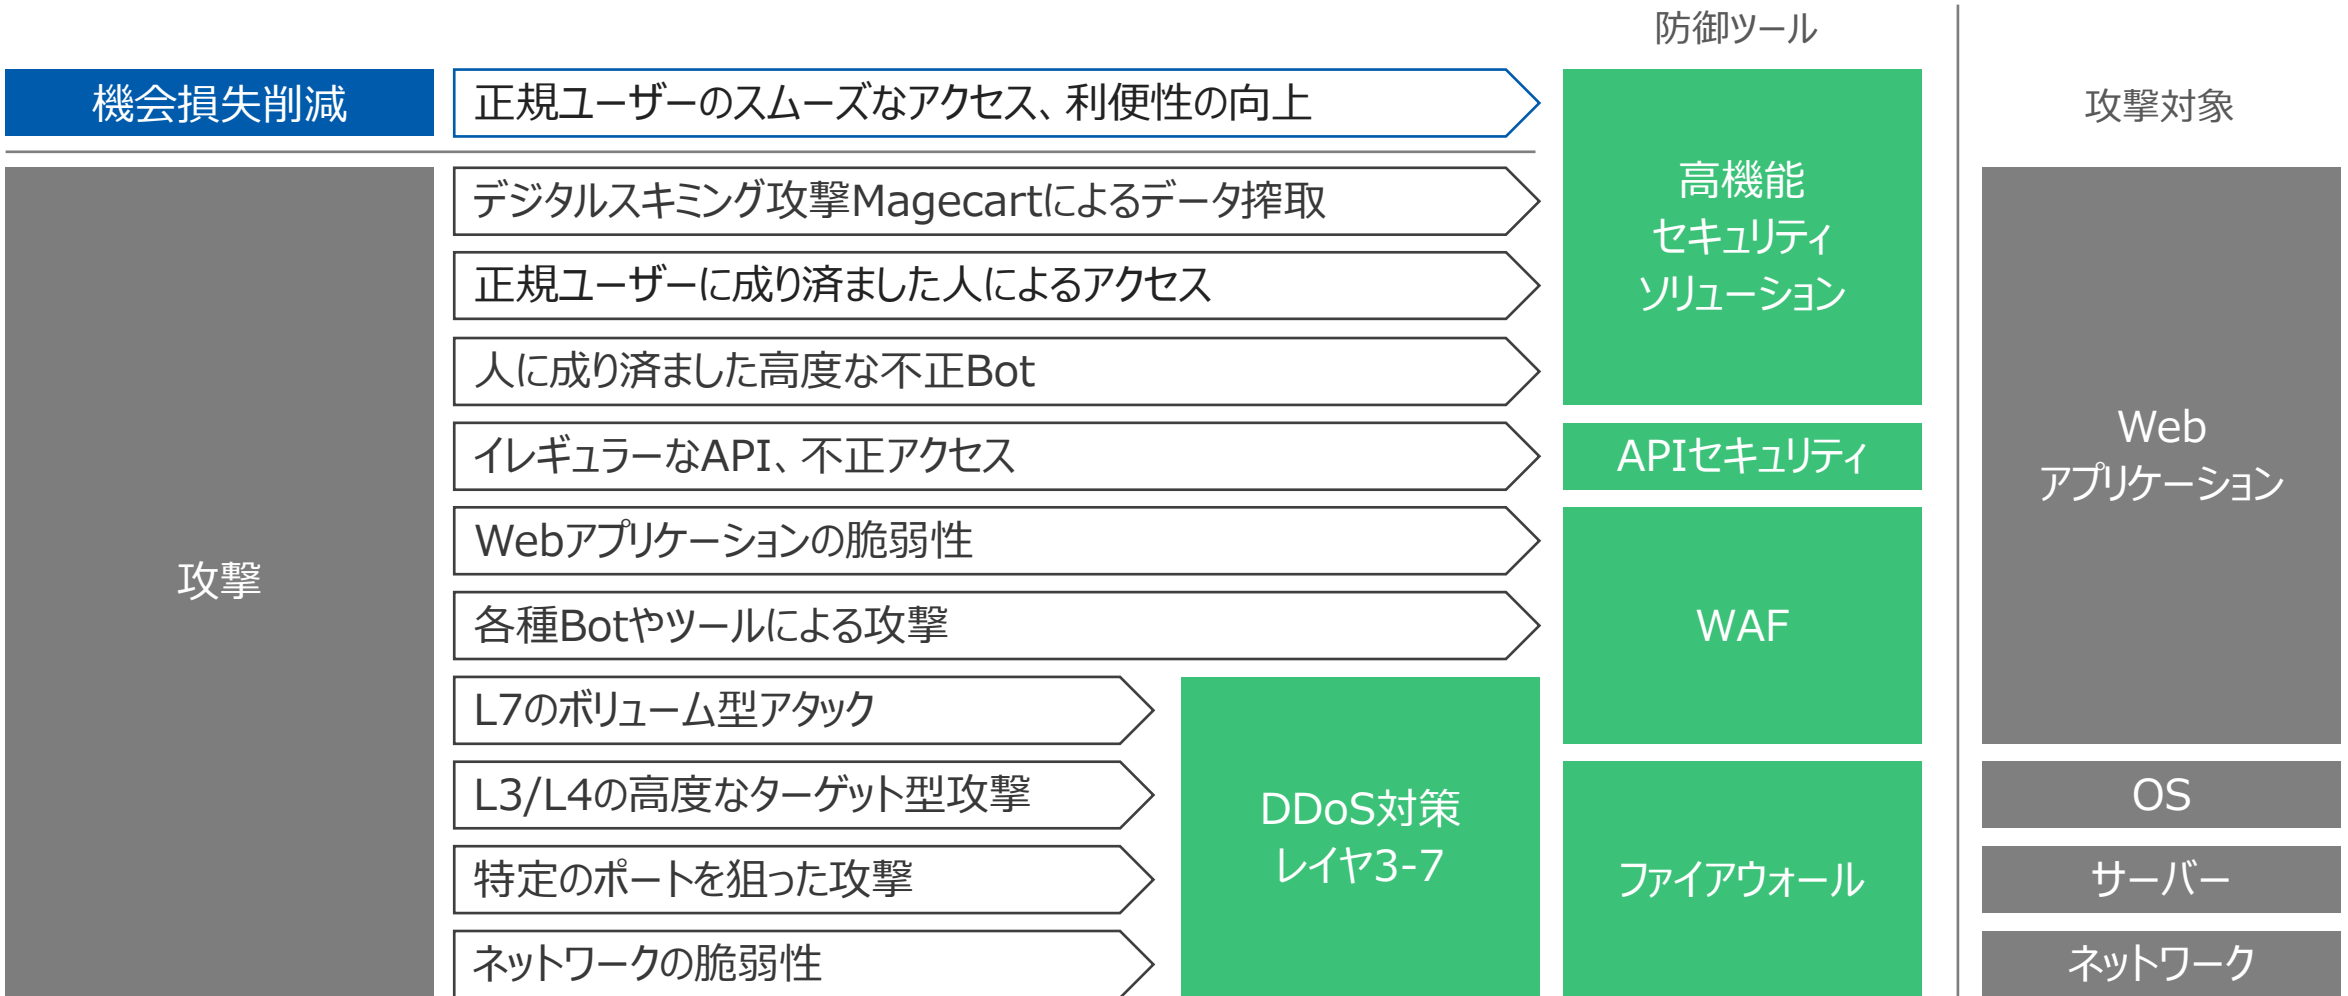 防御ツール
機会損失削減
正規ユーザーのスムーズなアクセス、利便性の向上
攻撃対象
デジタルスキミング攻撃Magecartによるデータ搾取
正規ユーザーに成り済ました人によるアクセス
人に成り済ました高度な不正Bot
高機能
セキュリティ
ソリューション
イレギュラーなAPI、不正アクセス
APIセキュリティ
Web
アプリケーション
攻撃
Webアプリケーションの脆弱性
各種Botやツールによる攻撃
WAF
L7のボリューム型アタック
L3/L4の高度なターゲット型攻撃
特定のポートを狙った攻撃
ネットワークの脆弱性
DDoS対策
レイヤ3-7
ファイアウォール
OS
サーバー
ネットワーク